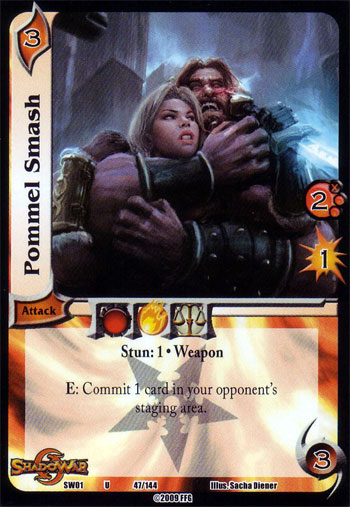 3
Pommel Smash
2
1
Attack
Stun: 1 • Weapon
E: Commit 1 card in your opponent's
staging area.
3
SHADOWAR
SW01 U 47/144 Illus. Sacha Diener
©2009 FFG